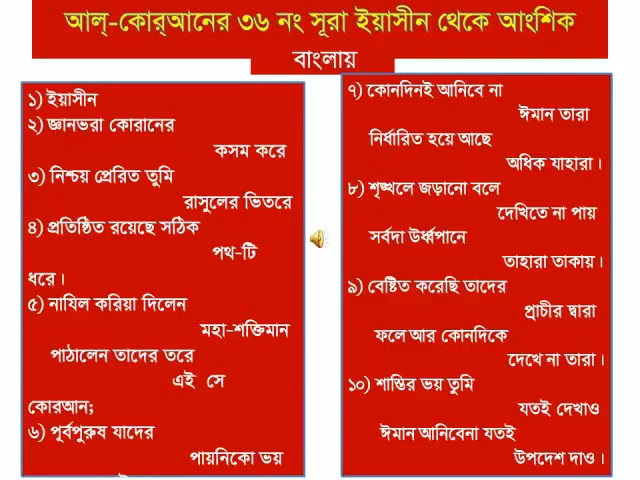 আল্-কোর্আনের ৩৬ নং সূরা ইয়াসীন থেকে আংশিক
বাংলায়
১) ইয়াসীন
২) জ্ঞানভরা কোরানের
কসম করে
৩) নিশ্চয় প্রেরিত তুমি
রাসুলের ভিতরে
৪) প্রতিষ্ঠিত রয়েছে সঠিক
পথ-টি
ধরে।
৫) নাযিল করিয়া দিলেন
মহা-শক্তিমান
পাঠালেন তাদের তরে
এই সে
কোরআন;
৬) পূর্বপুরুষ যাদের
পায়নিকো ভয়
৭) কোনদিনই আনিবে না
ঈমান তারা
নির্ধারিত হয়ে আছে
অধিক যাহারা।
৮) শৃঙ্খলে জড়ানো বলে
দেখিতে না পায়
সর্বদা উর্ধ্বপানে
তাহারা তাকায়।
৯) বেষ্টিত করেছি তাদের
প্রাচীর দ্বারা
ফলে আর কোনদিকে
দেখে না তারা।
১০) শাস্তির ভয় তুমি
যতই দেখাও
ঈমান আনিবেনা যতই
উপদেশ দাও।